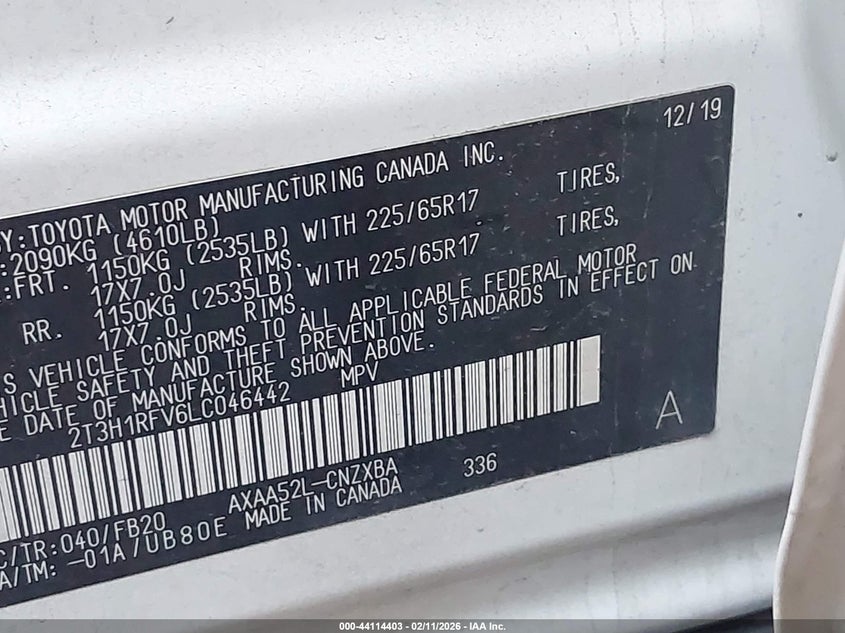 12/19
Y:TOYOTA MOTOR MANUFACTURING CANADA INC.
:2090KG (4610LB)
:FRT. 1150KG (2535LB) WITH 225/65R17 TIRES,
17X7.0J RIMS.
RR. 1150KG (2535LB) WITH 225/65R17 TIRES,
17X7.0J RIMS.
S VEHICLE CONFORMS TO ALL APPLICABLE FEDERAL MOTOR
HICLE SAFETY AND THEFT PREVENTION STANDARDS IN EFFECT ON
E DATE OF MANUFACTURE SHOWN ABOVE.
2T3H1RFV6LC046442 MPV
A
AXAA52L-CNZXBA 336
C/TR:040/FB20 MADE IN CANADA
A/TM: -01A/UB80E
000-44114403 - 02/11/2026 - IAA Inc.